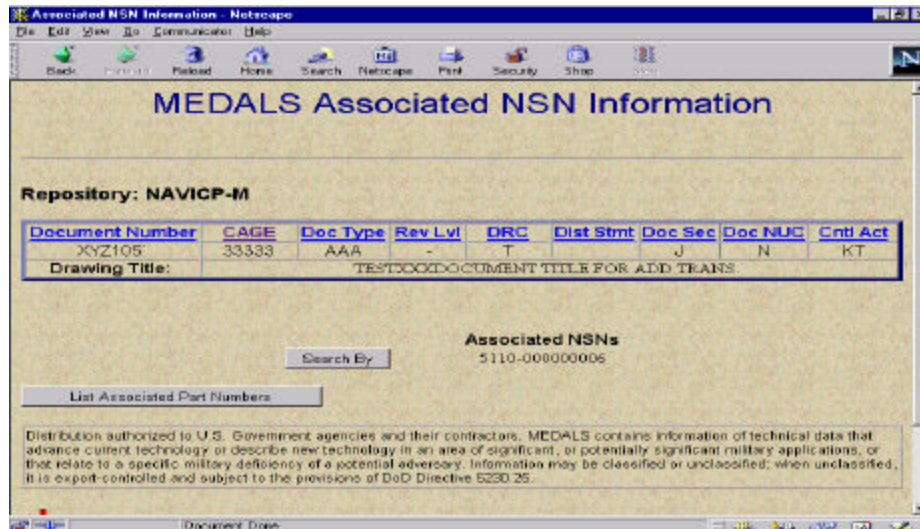 Associated NSN Information - Netscape
File Edit View Go Communicator Help
Back Forward Reload Home Search Netscape Print Security Shop Stop
N
MEDALS Associated NSN Information
Repository: NAVICP-M
Document Number CAGE Doc Type Rev Lvl DRC Dist Stmt Doc Sec Doc NUC Cntl Act
XYZ105 33333 AAA - T J N KT
Drawing Title: TESTXXXDOCUMENT TITLE FOR ADD TRANS.
Associated NSNs
Search By 5110-000000006
List Associated Part Numbers
Distribution authorized to U.S. Government agencies and their contractors. MEDALS contains information of technical data that
advance current technology or describe new technology in an area of significant, or potentially significant military applications, or
that relate to a specific military deficiency of a potential adversary. Information may be classified or unclassified; when unclassified,
it is export-controlled and subject to the provisions of DoD Directive 5230.25.
Document Done